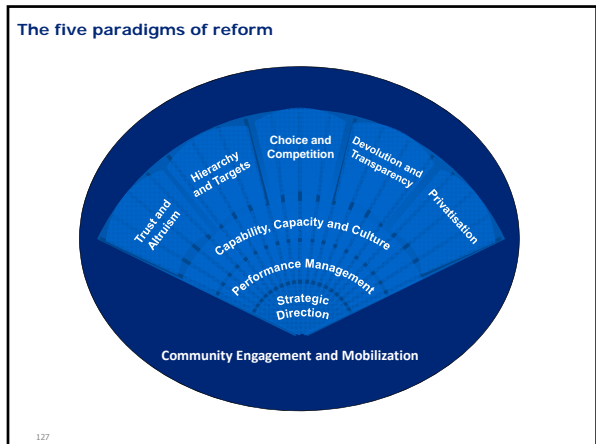 The five paradigms of reform
Trust and
Altruism
Hierarchy
and Targets
Choice and
Competition
Devolution and
Transparency
Privatisation
Capability, Capacity and Culture
Performance Management
Strategic
Direction
Community Engagement and Mobilization
127